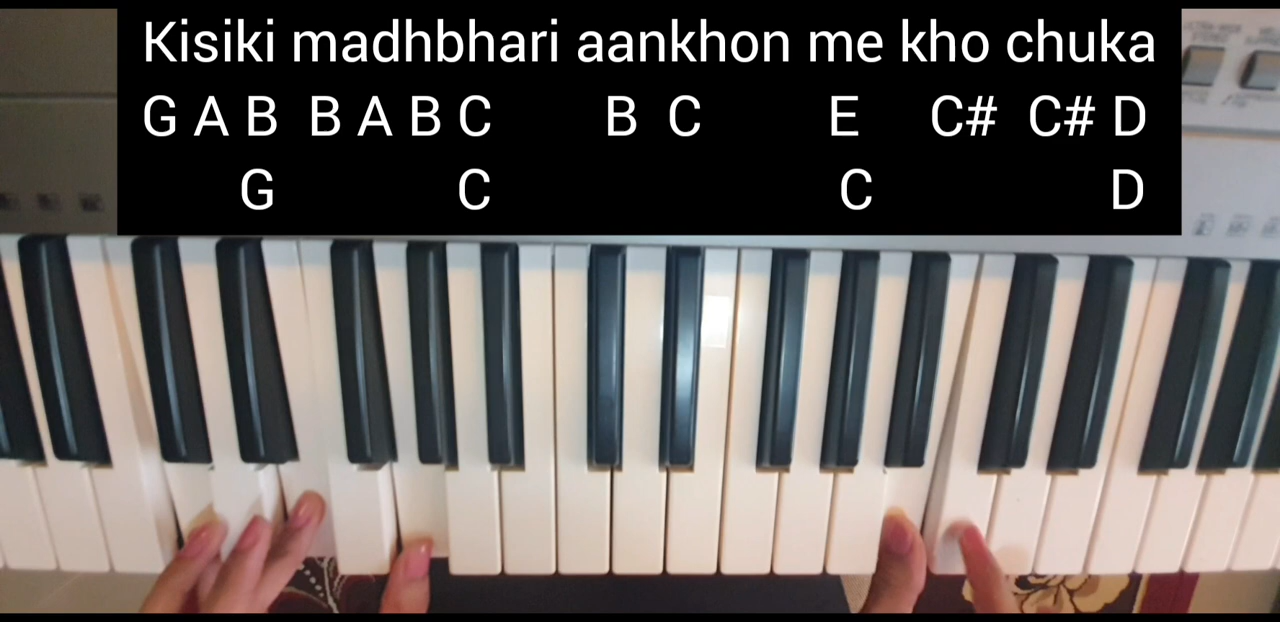 Kisiki madhbhari aankhon me kho chuka
G A B B A B C B C E C# C# D
G C C D